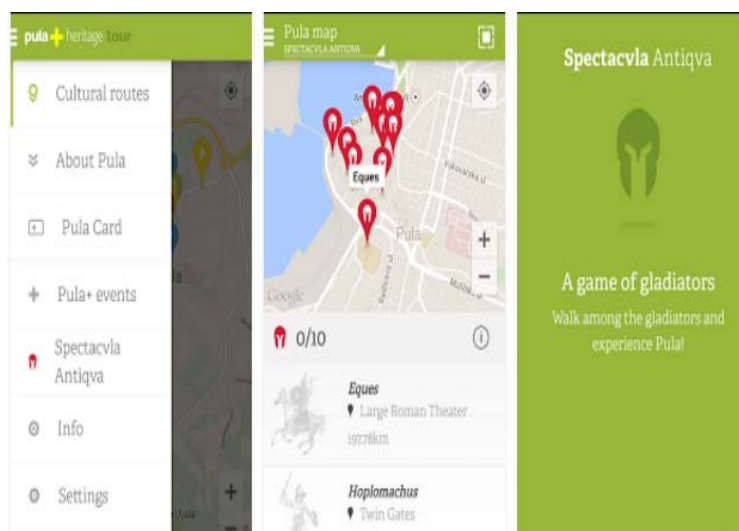 pula + heritage tour
Cultural routes
About Pula
Pula Card
Pula+ events
Spectacvla
Antiqva
Info
Settings
Pula map
SPECTACVLA ANTIQVA
Eques
Pula
Google
+
−
0/10
Eques
Large Roman Theater
19778km
Hoplomachus
Twin Gates
Spectacvla Antiqva
A game of gladiators
Walk among the gladiators and
experience Pula!